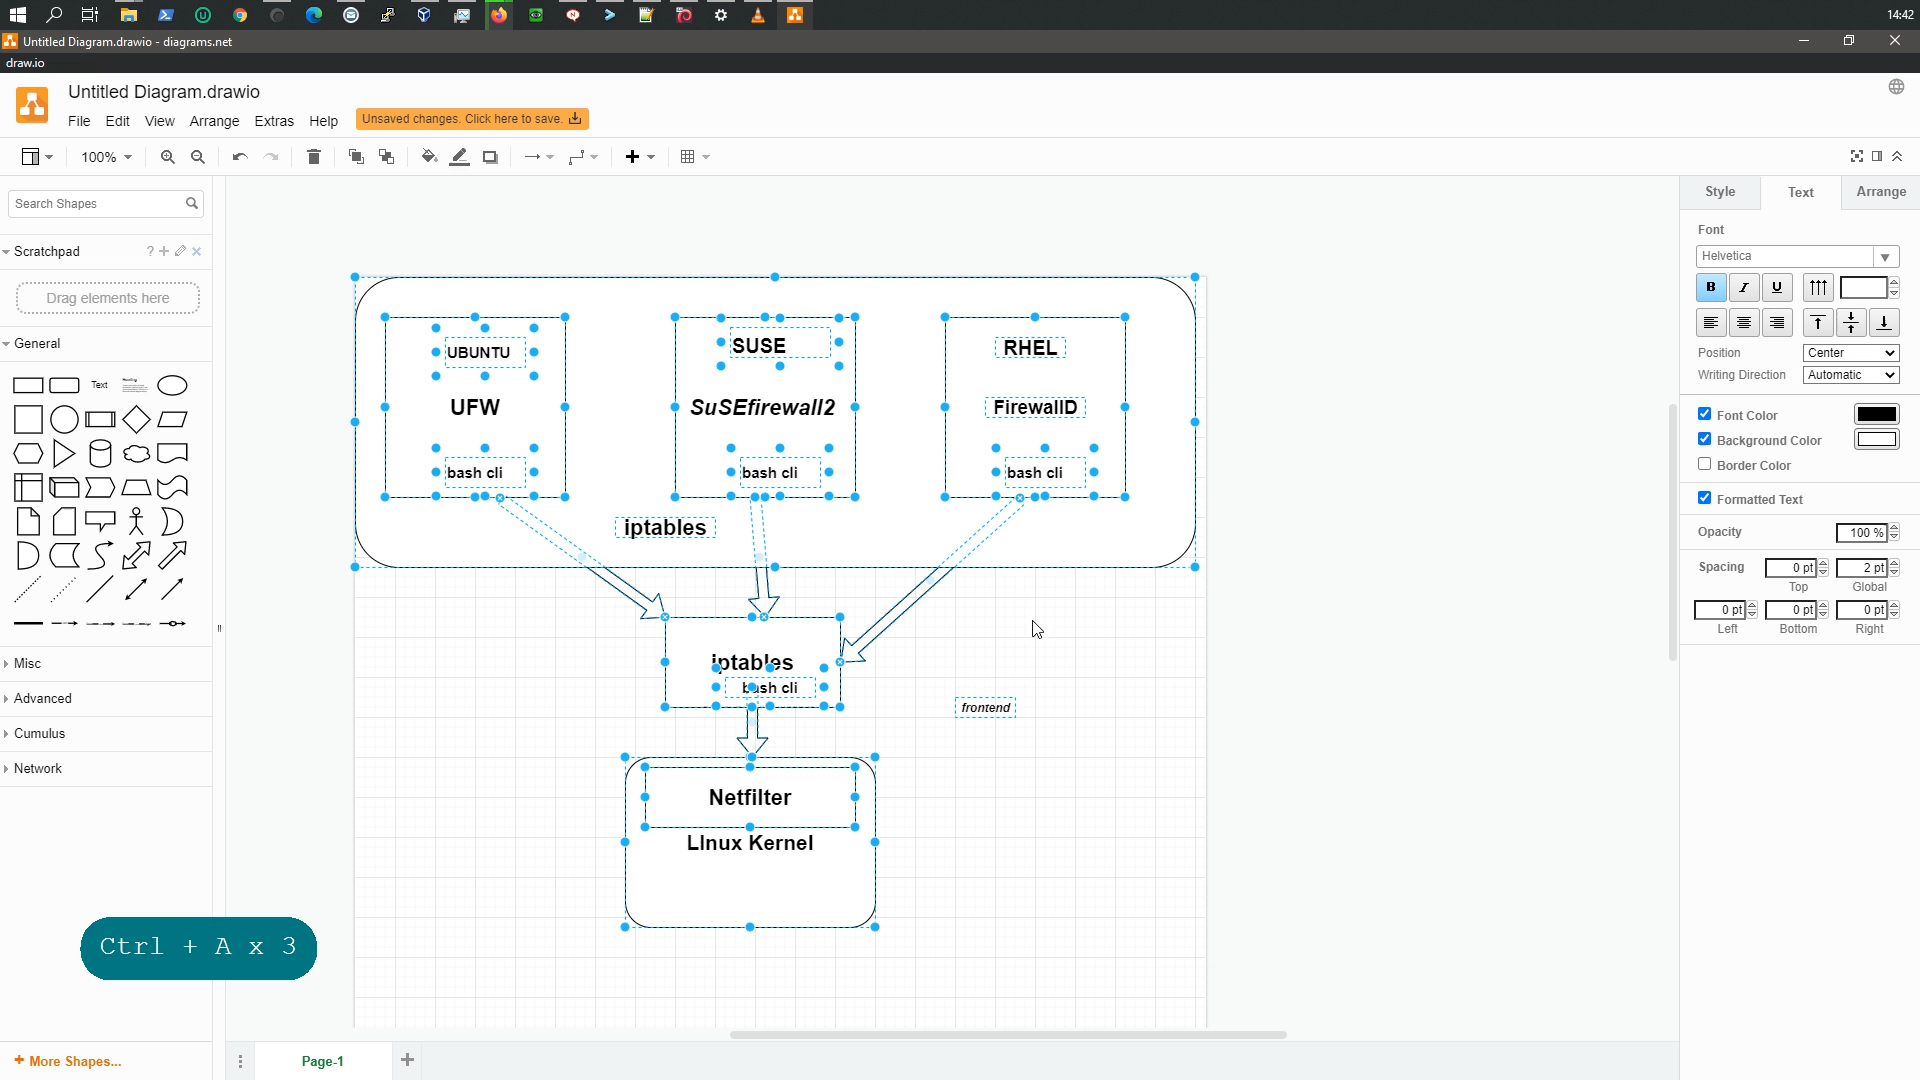 14:42
Untitled Diagram.drawio - diagrams.net
draw.io
Untitled Diagram.drawio
File Edit View Arrange Extras Help Unsaved changes. Click here to save.
100%
Search Shapes
Style Text Arrange
Scratchpad ?
Drag elements here
General
Text Heading
Misc
Advanced
Cumulus
Network
+ More Shapes...
UBUNTU SUSE RHEL
UFW SuSEfirewall2 FirewallD
bash cli bash cli bash cli
iptables
iptables
bash cli
frontend
Netfilter
LInux Kernel
Ctrl + A x 3
Page-1
Font
Helvetica
B I U
Position Center
Writing Direction Automatic
Font Color
Background Color
Border Color
Formatted Text
Opacity 100 %
Spacing 0 pt 2 pt
Top Global
0 pt 0 pt 0 pt
Left Bottom Right